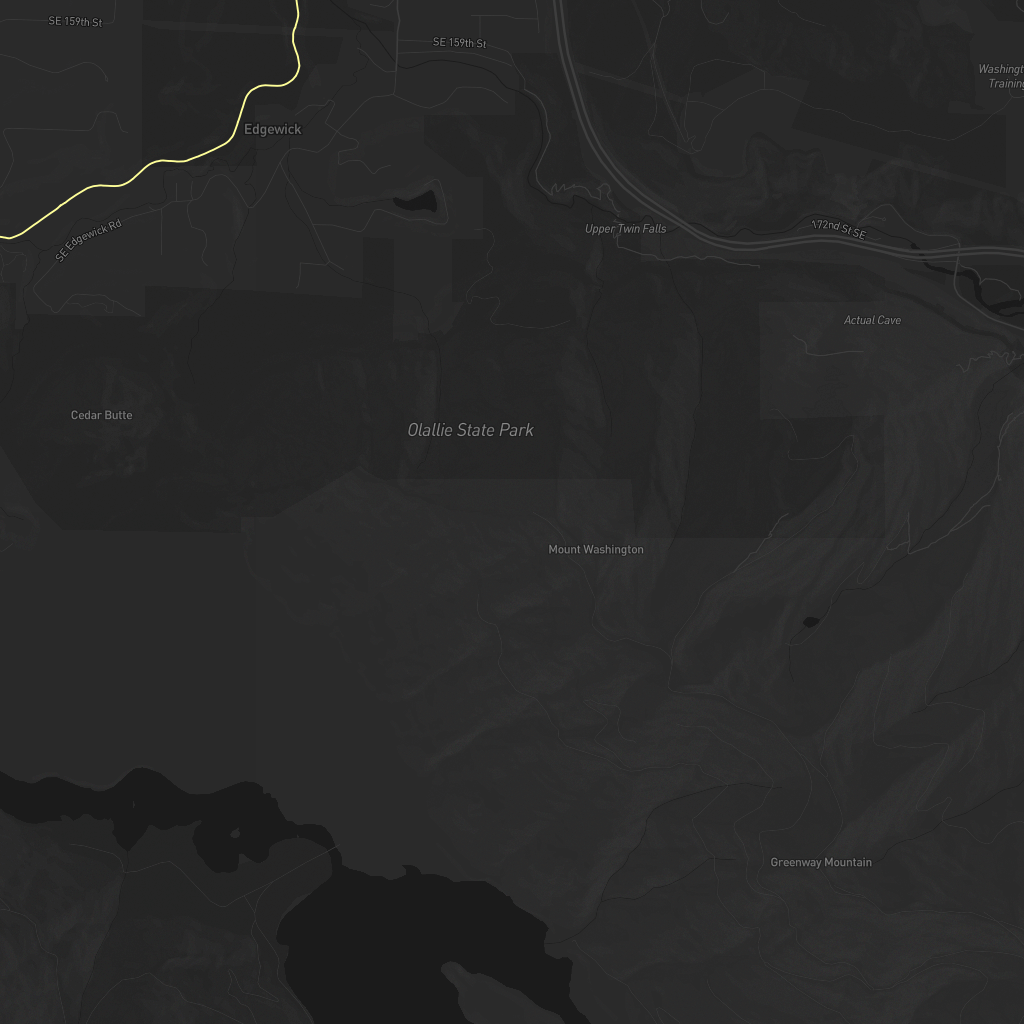 SE 159th St
SE 159th St
Washingt
Training
Edgewick
SE Edgewick Rd
Upper Twin Falls
172nd St SE
Actual Cave
Cedar Butte
Olallie State Park
Mount Washington
Greenway Mountain